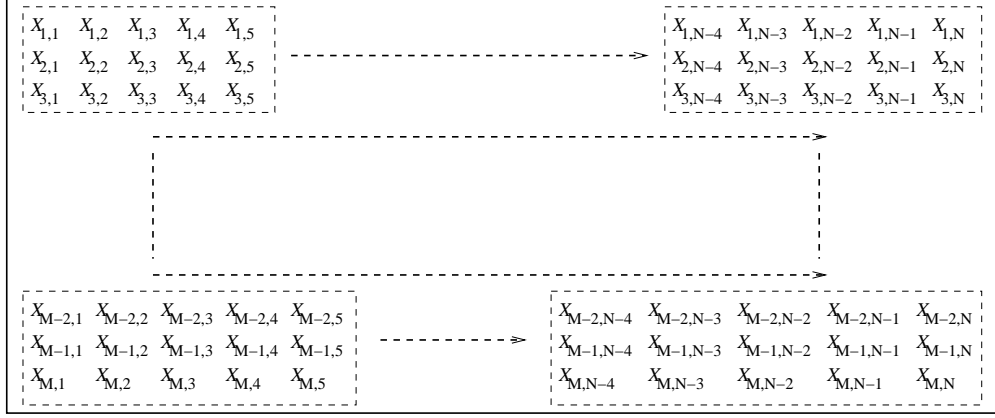 X1,1 X1,2 X1,3 X1,4 X1,5 X1,N−4 X1,N−3 X1,N−2 X1,N−1 X1,N
X2,1 X2,2 X2,3 X2,4 X2,5 X2,N−4 X2,N−3 X2,N−2 X2,N−1 X2,N
X3,1 X3,2 X3,3 X3,4 X3,5 X3,N−4 X3,N−3 X3,N−2 X3,N−1 X3,N
XM−2,1 XM−2,2 XM−2,3 XM−2,4 XM−2,5 XM−2,N−4 XM−2,N−3 XM−2,N−2 XM−2,N−1 XM−2,N
XM−1,1 XM−1,2 XM−1,3 XM−1,4 XM−1,5 XM−1,N−4 XM−1,N−3 XM−1,N−2 XM−1,N−1 XM−1,N
XM,1 XM,2 XM,3 XM,4 XM,5 XM,N−4 XM,N−3 XM,N−2 XM,N−1 XM,N